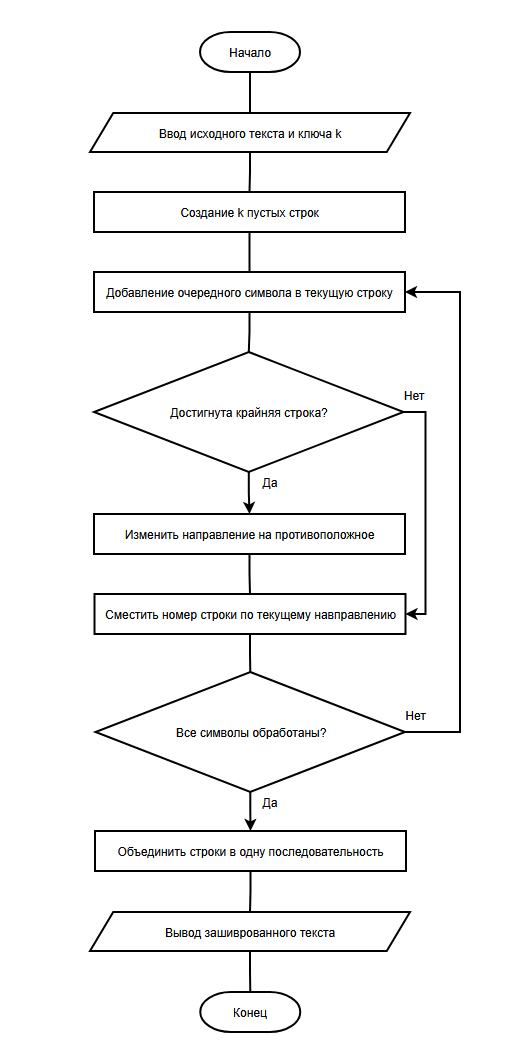 Начало
Ввод исходного текста и ключа k
Создание k пустых строк
Добавление очередного символа в текущую строку
Достигнута крайняя строка?
Нет
Да
Изменить направление на противоположное
Сместить номер строки по текущему навправлению
Все символы обработаны?
Нет
Да
Объединить строки в одну последовательность
Вывод зашиврованного текста
Конец